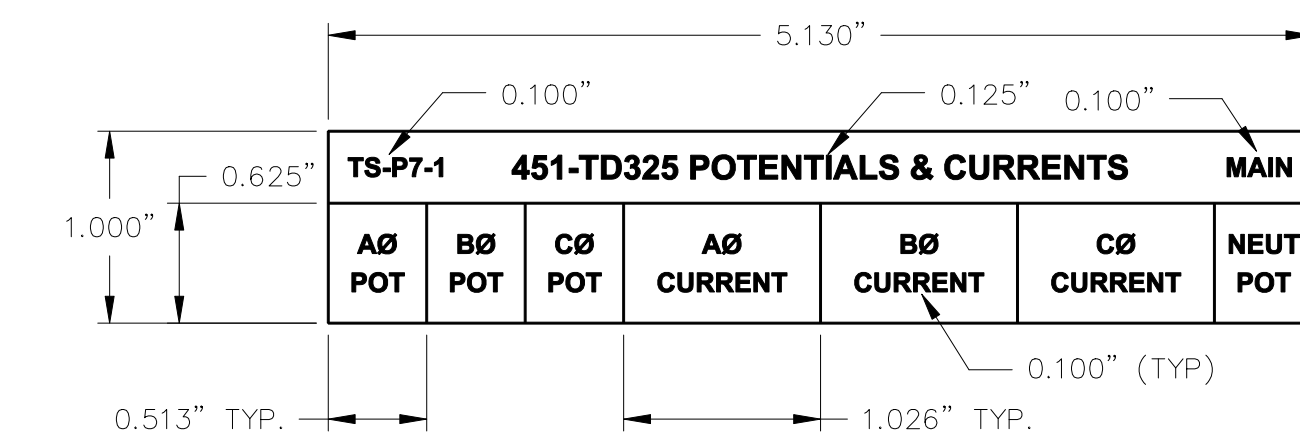 5.130”
0.100” 0.125” 0.100”
TS-P7-1 451-TD325 POTENTIALS & CURRENTS MAIN
0.625”
1.000”
AØ BØ CØ AØ BØ CØ NEUT
POT POT POT CURRENT CURRENT CURRENT POT
0.100” (TYP)
0.513” TYP. 1.026” TYP.